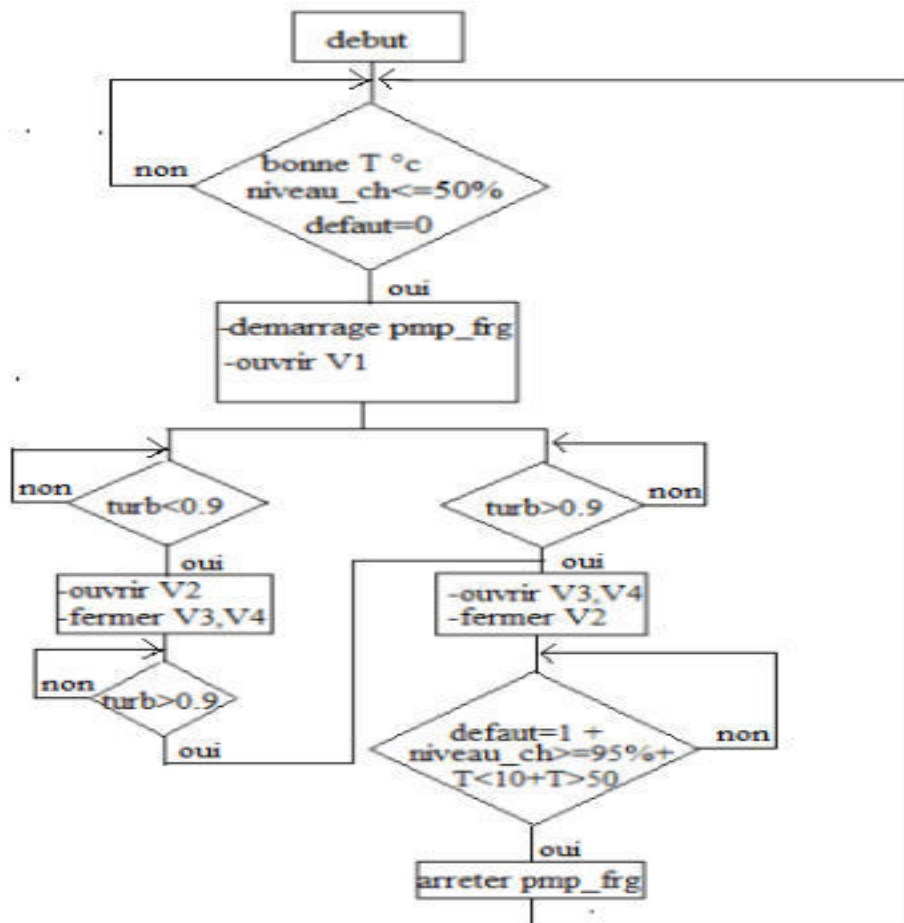 debut
bonne T °c
non
niveau_ch<=50%
defaut=0
oui
-demarrage pmp_frg
-ouvrir V1
non
turb<0.9
turb>0.9
non
oui
oui
-ouvrir V2
-fermer V3,V4
-ouvrir V3,V4
-fermer V2
non
turb>0.9
oui
defaut=1 +
niveau_ch>=95%+
T<10+T>50
non
oui
arreter pmp_frg